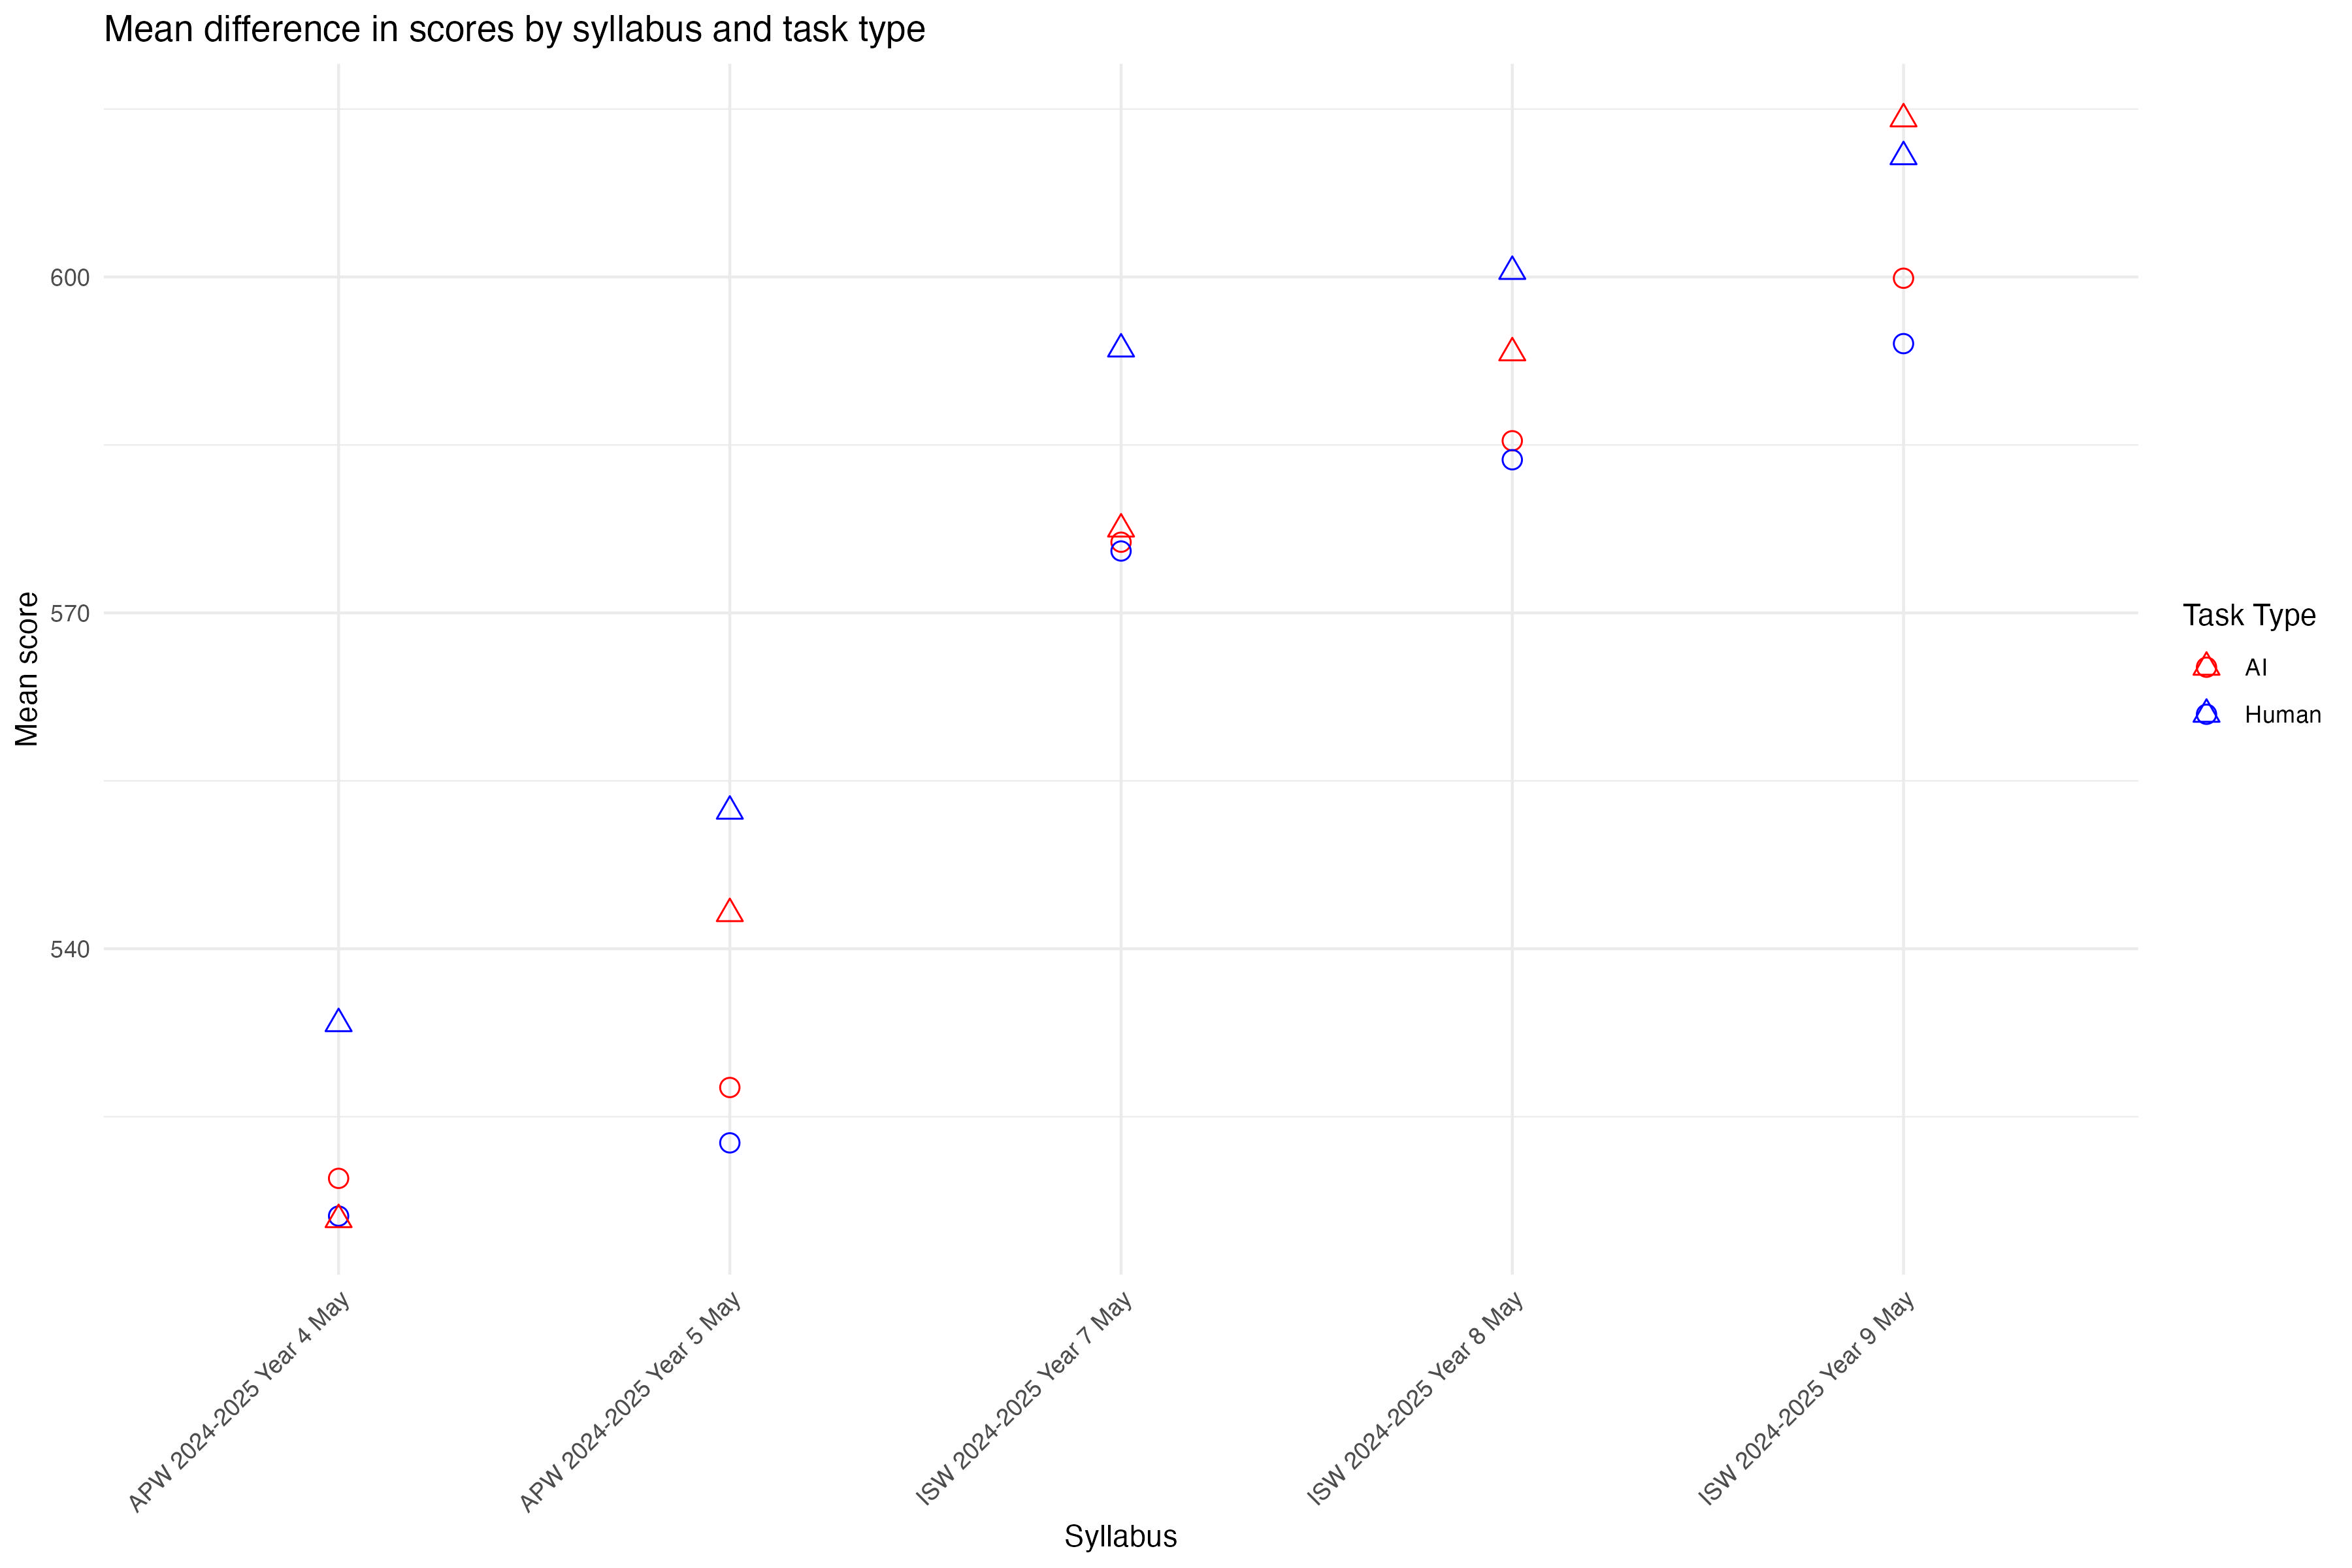 Mean difference in scores by syllabus and task type
Mean score
600
570
540
APW 2024-2025 Year 4 May
APW 2024-2025 Year 5 May
ISW 2024-2025 Year 7 May
ISW 2024-2025 Year 8 May
ISW 2024-2025 Year 9 May
Syllabus
Task Type
AI
Human